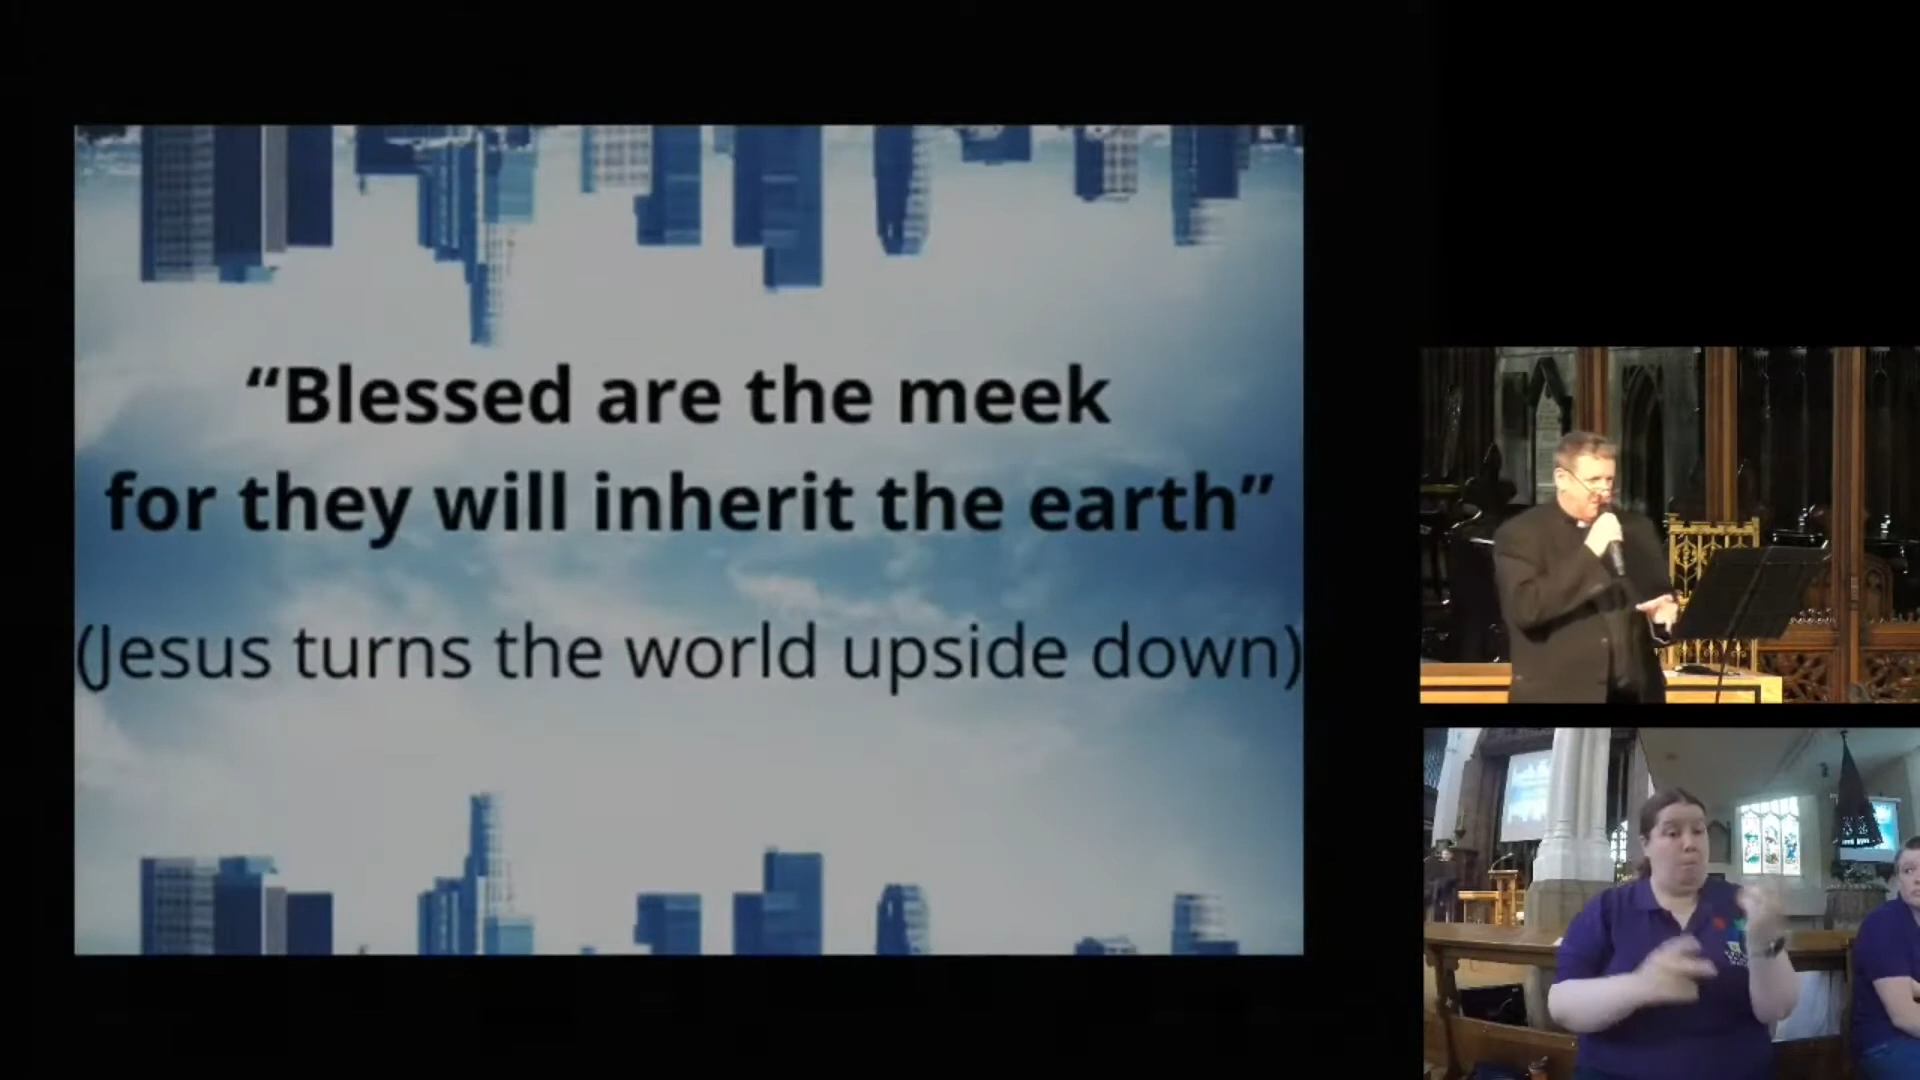 “Blessed are the meek
for they will inherit the earth”
(Jesus turns the world upside down)